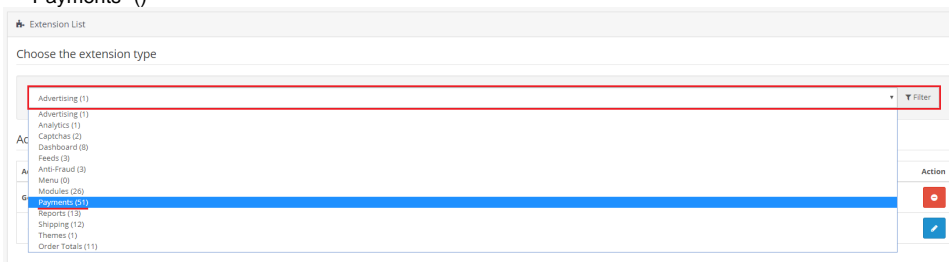 Payments ()
Extension List
Choose the extension type
Advertising (1)
Filter
Advertising (1)
Analytics (1)
Captchas (2)
Dashboard (8)
Feeds (3)
Anti-Fraud (3)
Menu (0)
Modules (26)
Payments (51)
Reports (13)
Shipping (12)
Themes (1)
Order Totals (11)
Action